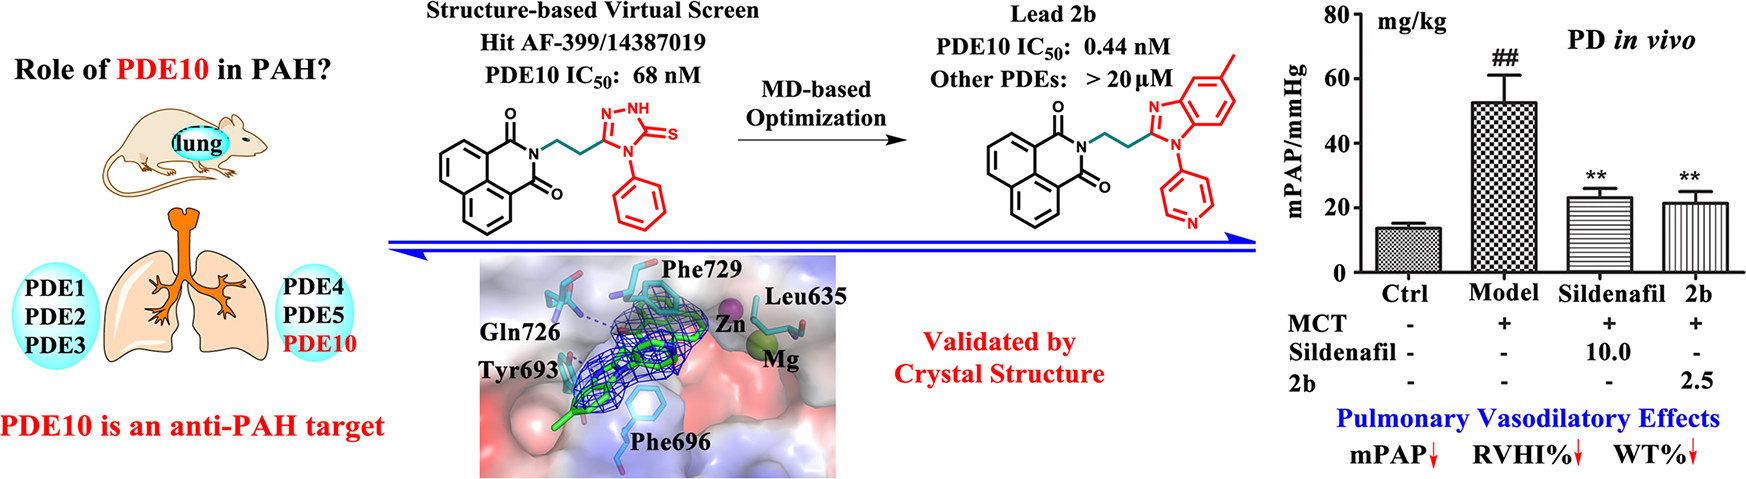 Role of PDE10 in PAH?
lung
PDE1
PDE2
PDE3
PDE4
PDE5
PDE10
PDE10 is an anti-PAH target
Structure-based Virtual Screen
Hit AF-399/14387019
PDE10 IC50: 68 nM
O
N
O
N
NH
S
N
MD-based
Optimization
Lead 2b
PDE10 IC50: 0.44 nM
Other PDEs: > 20 μM
O
N
O
N
N
N
Phe729
Leu635
Gln726
Zn
Mg
Tyr693
Phe696
Validated by
Crystal Structure
mg/kg
PD in vivo
mPAP/mmHg
80
60
40
20
0
##
**
**
Ctrl Model Sildenafil 2b
MCT - + + +
Sildenafil - - 10.0 -
2b - - - 2.5
Pulmonary Vasodilatory Effects
mPAP↓ RVHI%↓ WT%↓